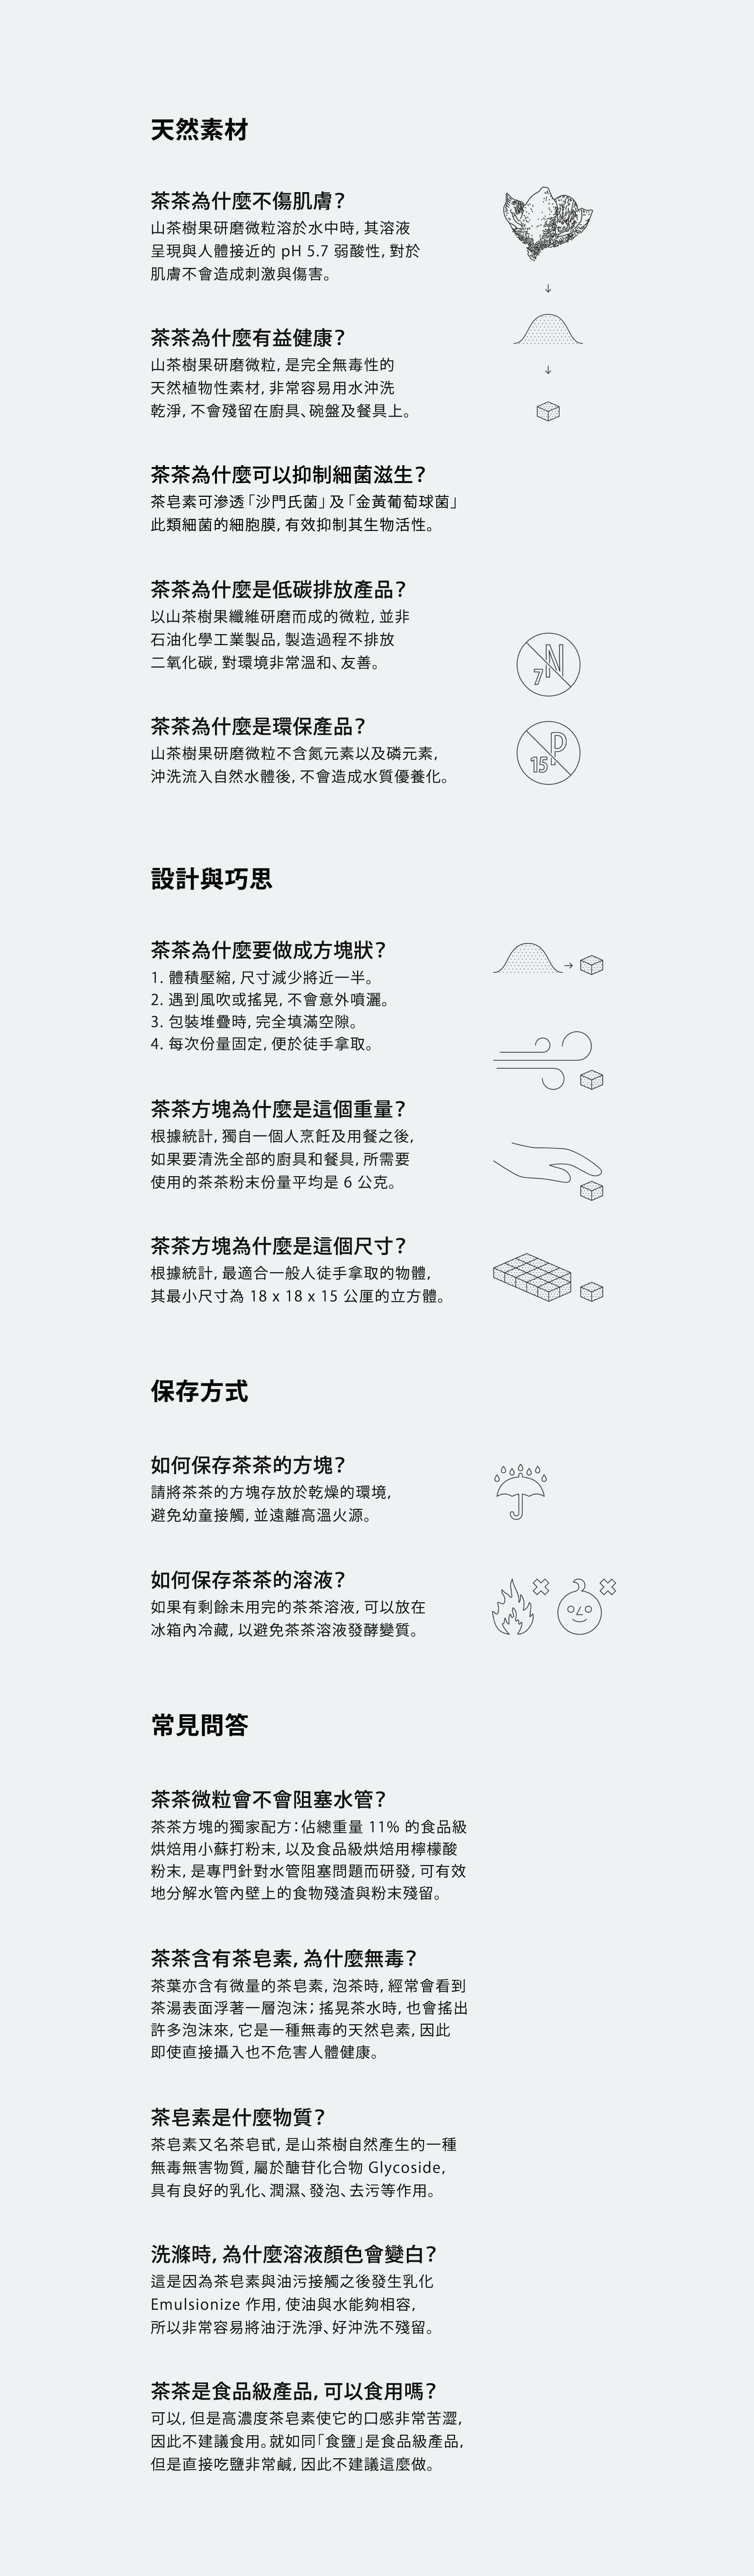 天然素材
茶茶為什麼不傷肌膚？
山茶樹果研磨微粒溶於水中時，其溶液
呈現與人體接近的 pH 5.7 弱酸性，對於
肌膚不會造成刺激與傷害。
茶茶為什麼有益健康？
山茶樹果研磨微粒，是完全無毒性的
天然植物性素材，非常容易用水沖洗
乾淨，不會殘留在廚具、碗盤及餐具上。
茶茶為什麼可以抑制細菌滋生？
茶皂素可滲透「沙門氏菌」及「金黃葡萄球菌」
此類細菌的細胞膜，有效抑制其生物活性。
茶茶為什麼是低碳排放產品？
以山茶樹果纖維研磨而成的微粒，並非
石油化學工業製品，製造過程不排放
二氧化碳，對環境非常溫和、友善。
7N
茶茶為什麼是環保產品？
山茶樹果研磨微粒不含氮元素以及磷元素，
沖洗流入自然水體後，不會造成水質優養化。
15P
設計與巧思
茶茶為什麼要做成方塊狀？
1. 體積壓縮，尺寸減少將近一半。
2. 遇到風吹或搖晃，不會意外噴灑。
3. 包裝堆疊時，完全填滿空隙。
4. 每次份量固定，便於徒手拿取。
茶茶方塊為什麼是這個重量？
根據統計，獨自一個人烹飪及用餐之後，
如果要清洗全部的廚具和餐具，所需要
使用的茶茶粉末份量平均是 6 公克。
茶茶方塊為什麼是這個尺寸？
根據統計，最適合一般人徒手拿取的物體，
其最小尺寸為 18 x 18 x 15 公厘的立方體。
保存方式
如何保存茶茶的方塊？
請將茶茶的方塊存放於乾燥的環境，
避免幼童接觸，並遠離高溫火源。
如何保存茶茶的溶液？
如果有剩餘未用完的茶茶溶液，可以放在
冰箱內冷藏，以避免茶茶溶液發酵變質。
常見問答
茶茶微粒會不會阻塞水管？
茶茶方塊的獨家配方：佔總重量 11% 的食品級
烘焙用小蘇打粉末，以及食品級烘焙用檸檬酸
粉末，是專門針對水管阻塞問題而研發，可有效
地分解水管內壁上的食物殘渣與粉末殘留。
茶茶含有茶皂素，為什麼無毒？
茶葉亦含有微量的茶皂素，泡茶時，經常會看到
茶湯表面浮著一層泡沫；搖晃茶水時，也會搖出
許多泡沫來，它是一種無毒的天然皂素，因此
即使直接攝入也不危害人體健康。
茶皂素是什麼物質？
茶皂素又名茶皂甙，是山茶樹自然產生的一種
無毒無害物質，屬於醣苷化合物 Glycoside，
具有良好的乳化、潤濕、發泡、去污等作用。
洗滌時，為什麼溶液顏色會變白？
這是因為茶皂素與油污接觸之後發生乳化
Emulsionize 作用，使油與水能夠相容，
所以非常容易將油汙洗淨、好沖洗不殘留。
茶茶是食品級產品，可以食用嗎？
可以，但是高濃度茶皂素使它的口感非常苦澀，
因此不建議食用。就如同「食鹽」是食品級產品，
但是直接吃鹽非常鹹，因此不建議這麼做。